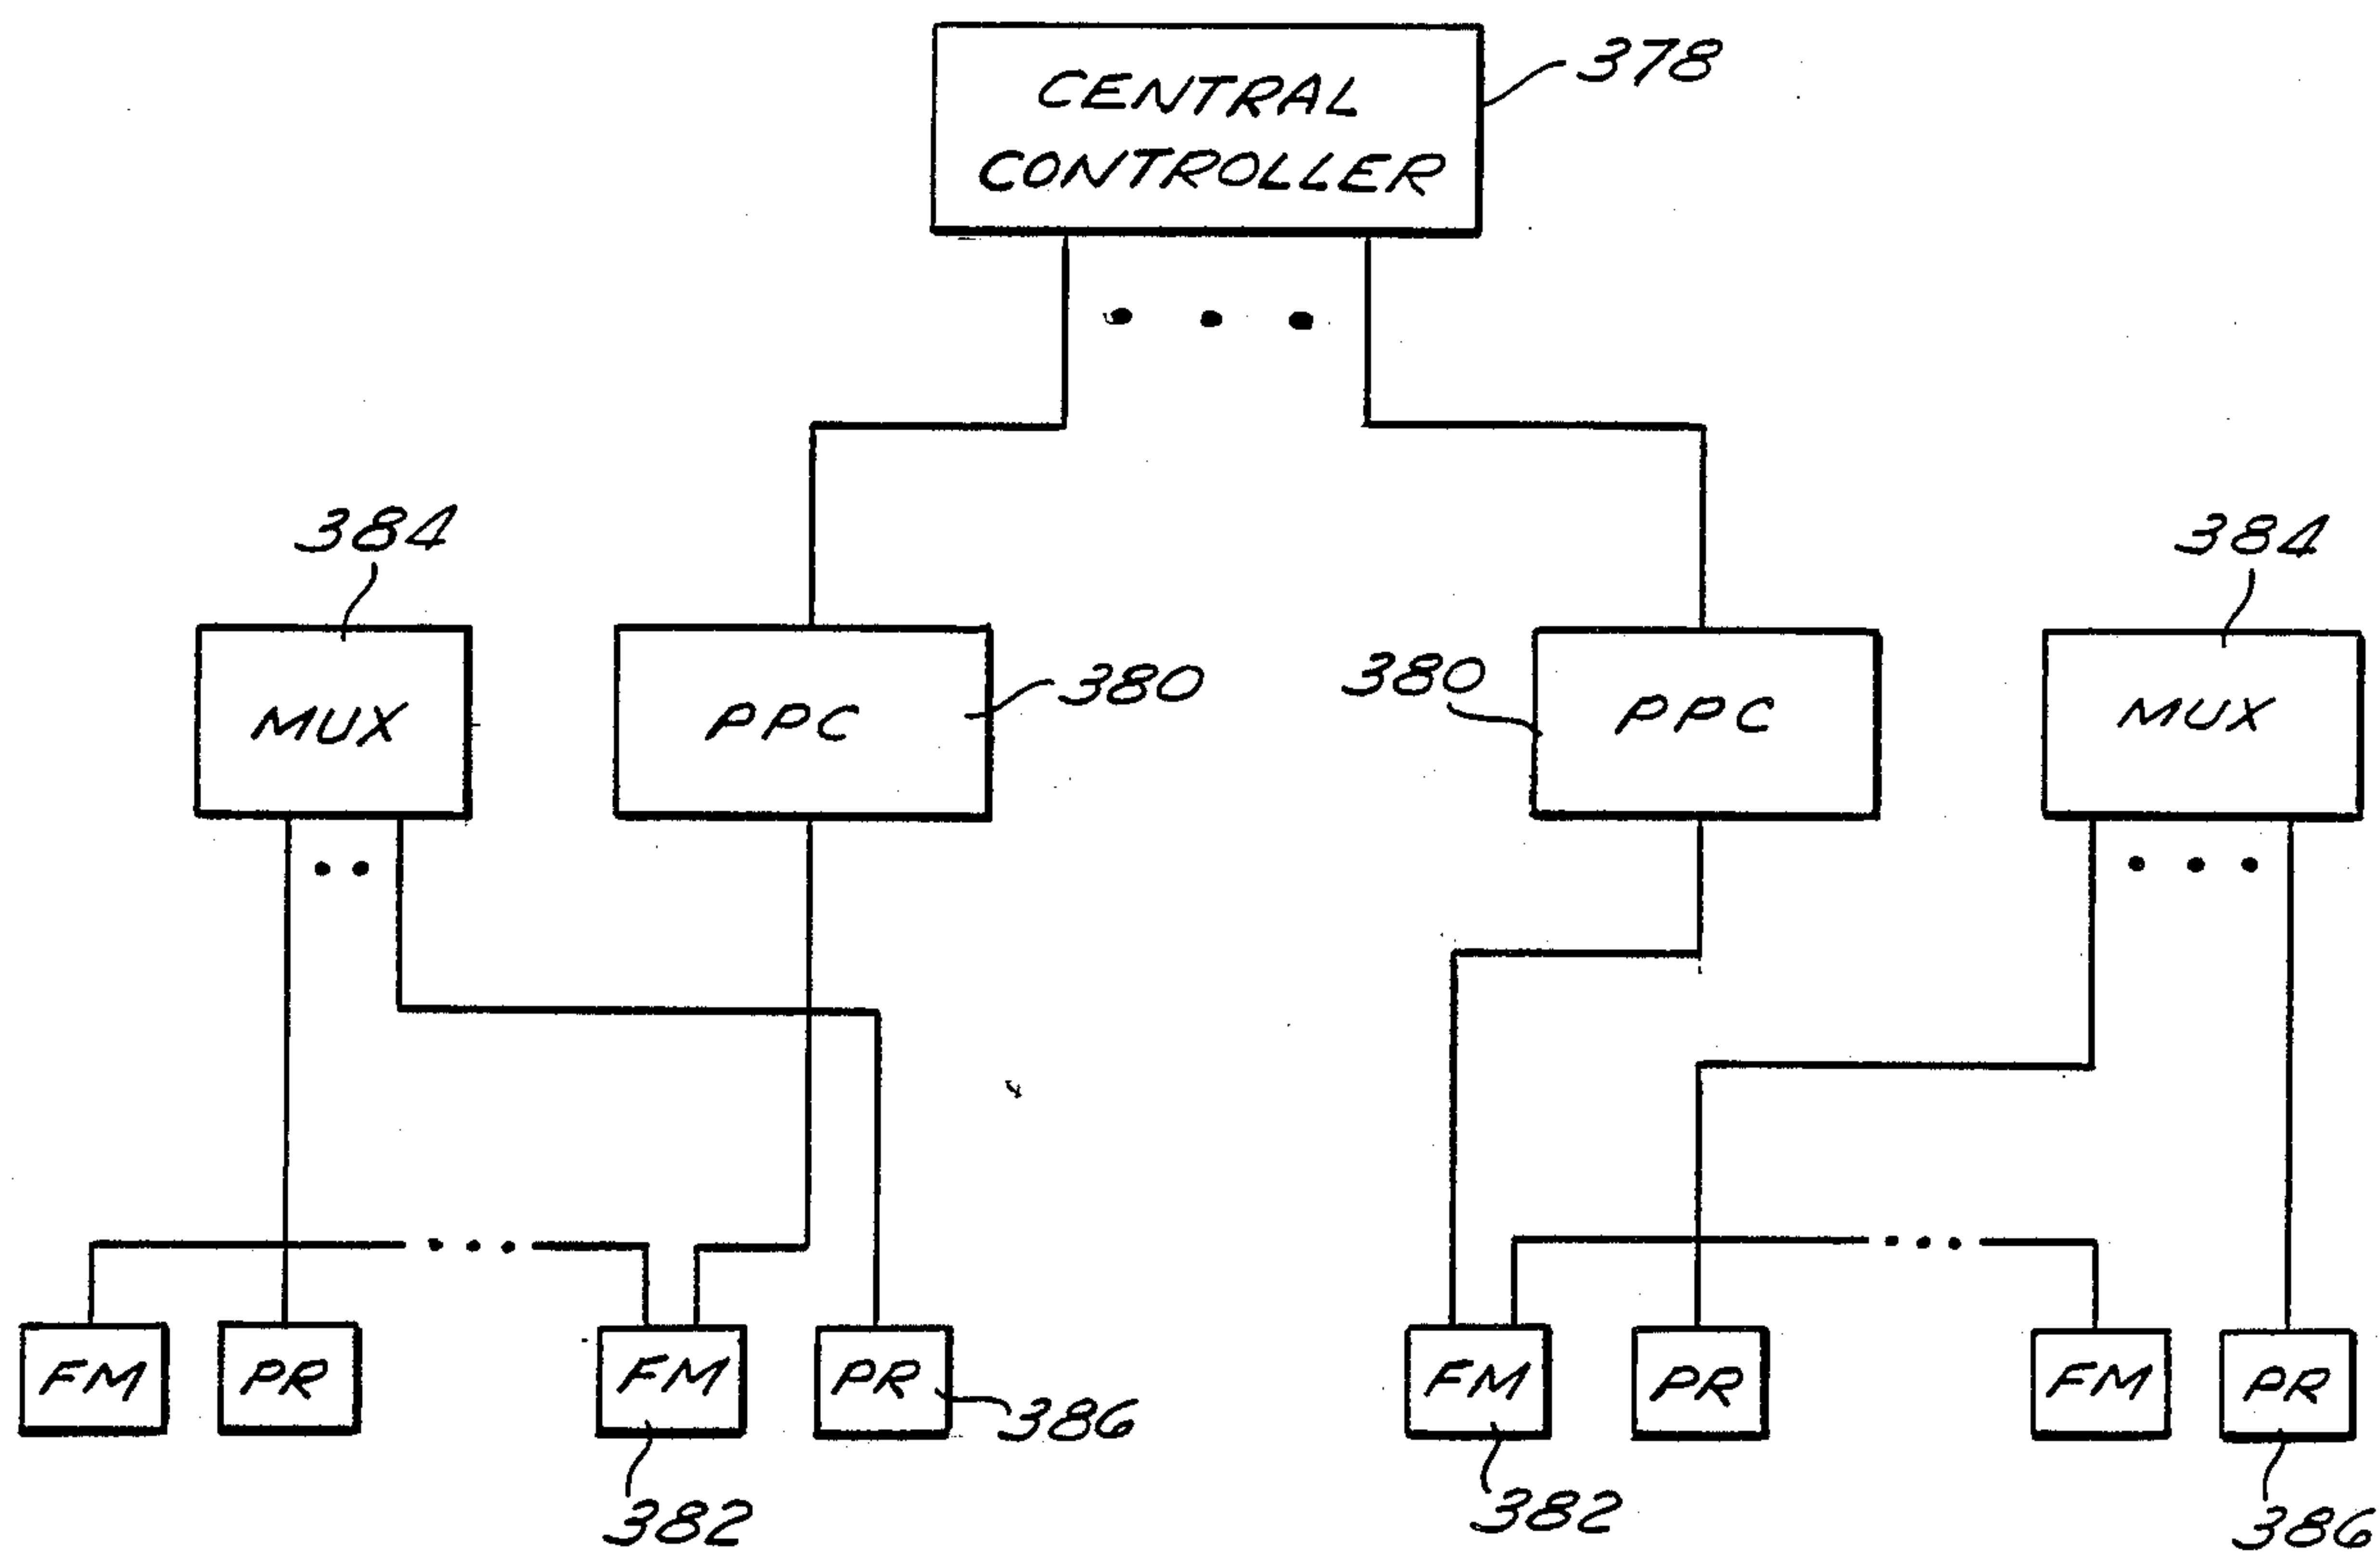 CENTRAL
CONTROLLER
378
384
384
MUX
PPC
380
380
PPC
MUX
FM
PR
FM
PR
386
FM
PR
FM
PR
382
382
386